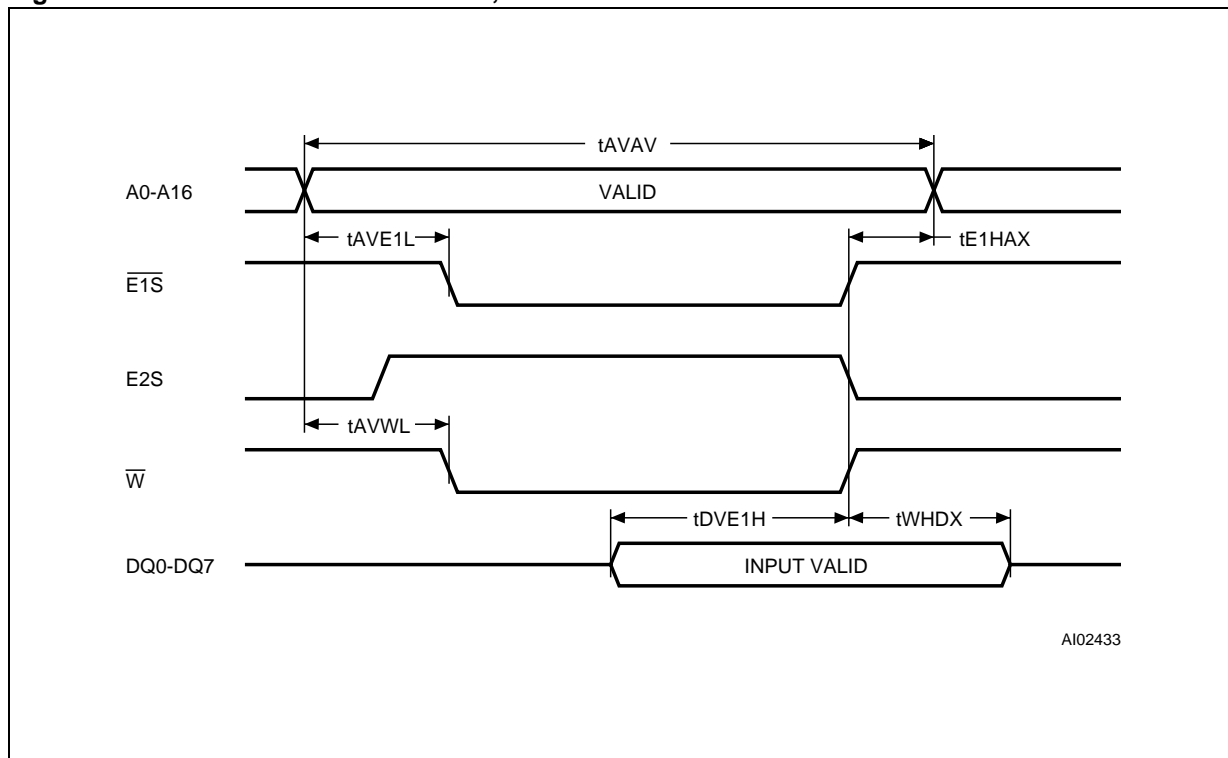 tAVAV
A0-A16
VALID
tAVE1L
tE1HAX
E1S
E2S
tAVWL
W
tDVE1H
tWHDX
DQ0-DQ7
INPUT VALID
AI02433